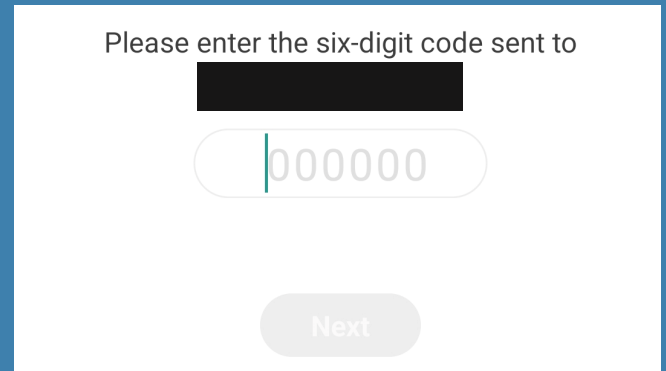 Please enter the six-digit code sent to
000000
Next